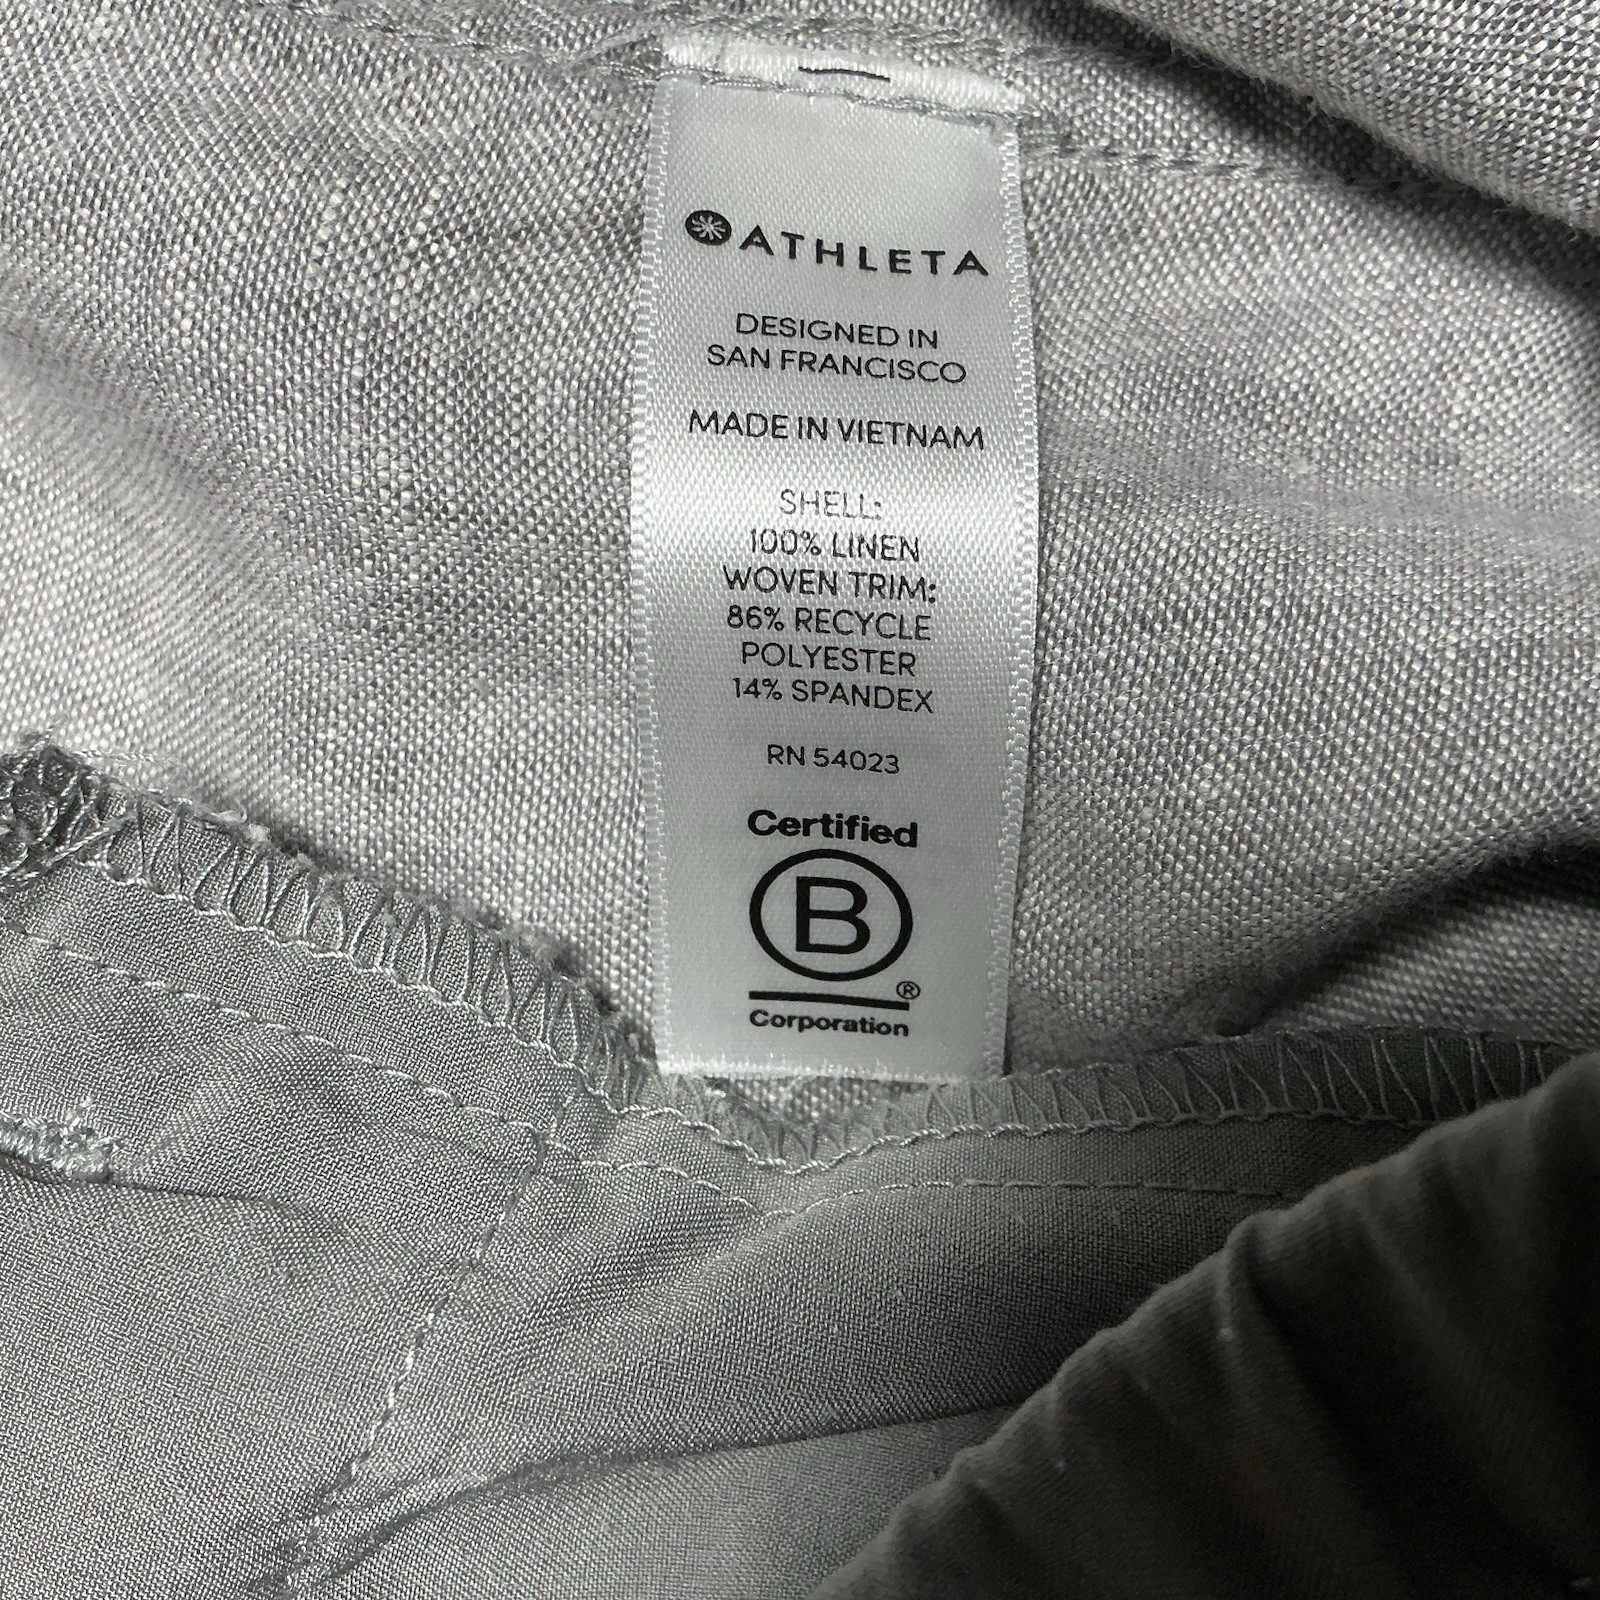 ATHLETA
DESIGNED IN
SAN FRANCISCO
MADE IN VIETNAM
SHELL:
100% LINEN
WOVEN TRIM:
86% RECYCLE
POLYESTER
14% SPANDEX
RN 54023
Certified
B
®
Corporation